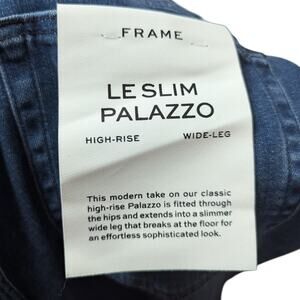 FRAME
LE SLIM
PALAZZO
HIGH-RISE WIDE-LEG
This modern take on our classic
high-rise Palazzo is fitted through
the hips and extends into a slimmer
wide leg that breaks at the floor for
an effortless sophisticated look.